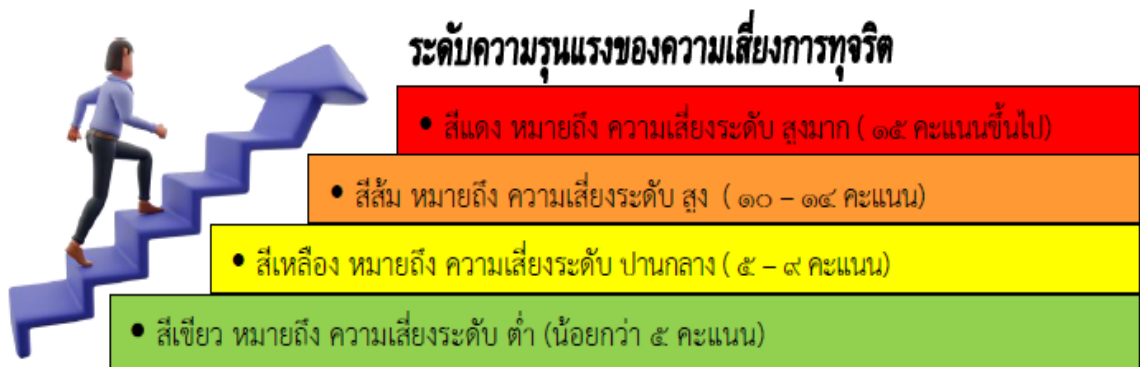 ระดับความรุนแรงของความเสี่ยงการทุจริต
• สีแดง หมายถึง ความเสี่ยงระดับ สูงมาก ( ๑๕ คะแนนขึ้นไป)
• สีส้ม หมายถึง ความเสี่ยงระดับ สูง ( ๑๐ – ๑๔ คะแนน)
• สีเหลือง หมายถึง ความเสี่ยงระดับ ปานกลาง ( ๕ – ๙ คะแนน)
• สีเขียว หมายถึง ความเสี่ยงระดับ ต่ำ (น้อยกว่า ๕ คะแนน)